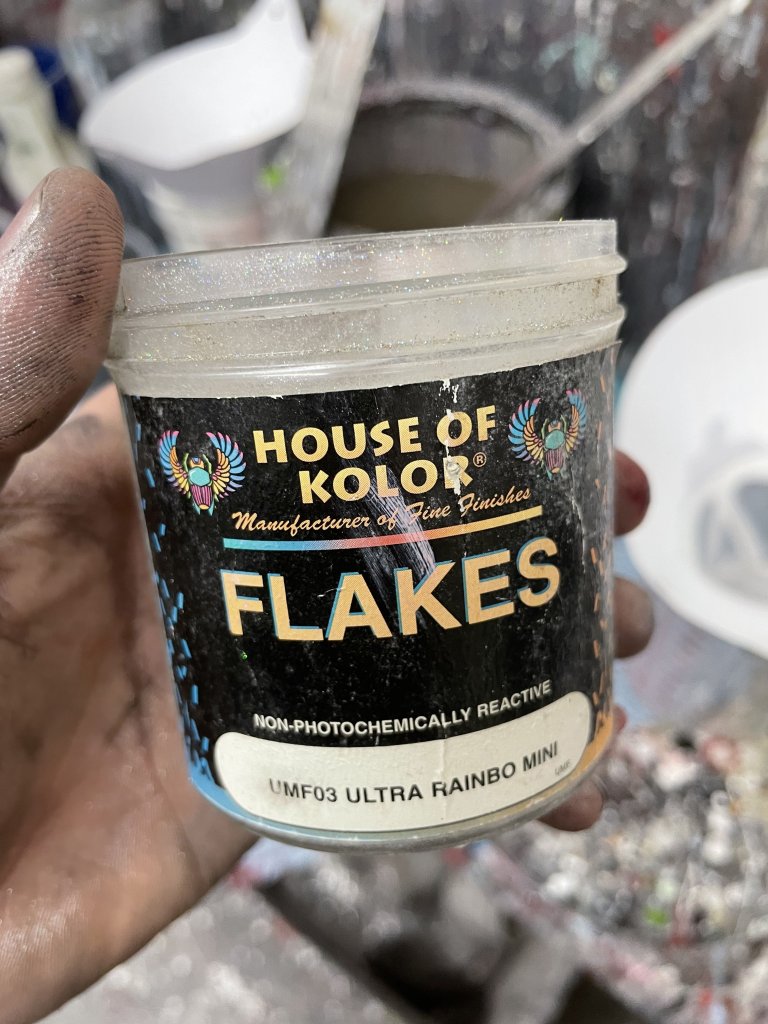 HOUSE OF
KOLOR®
Manufacturer of Fine Finishes
FLAKES
NON-PHOTOCHEMICALLY REACTIVE
UMF03 ULTRA RAINBO MINI